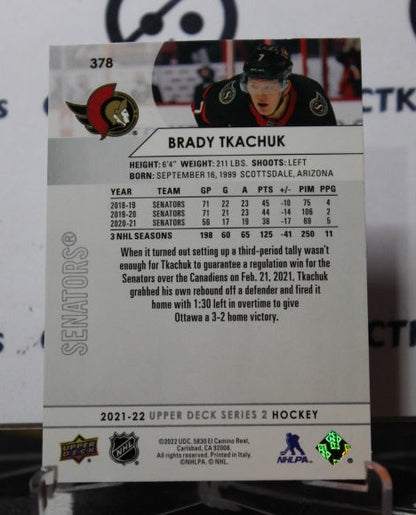 378
BRADY TKACHUK
HEIGHT: 6'4" WEIGHT: 211 LBS. SHOOTS: LEFT
BORN: SEPTEMBER 16, 1999 SCOTTSDALE, ARIZONA
YEAR TEAM GP G A PTS +/- PIM PPG
2018-19 SENATORS 71 22 23 45 -10 75 4
2019-20 SENATORS 71 21 23 44 -14 106 2
2020-21 SENATORS 56 17 19 36 -17 69 5
3 NHL SEASONS 198 60 65 125 -41 250 11
SENATORS®
When it turned out setting up a third-period tally wasn't
enough for Tkachuk to guarantee a regulation win for the
Senators over the Canadiens on Feb. 21, 2021, Tkachuk
grabbed his own rebound off a defender and fired it
home with 1:30 left in overtime to give
Ottawa a 3-2 home victory.
2021-22 UPPER DECK SERIES 2 HOCKEY
UPPER DECK
NHL
©2022 UDC. 5830 El Camino Real,
Carlsbad, CA 92008.
All rights reserved. Printed in Italy.
©NHLPA. © NHL.
NHLPA